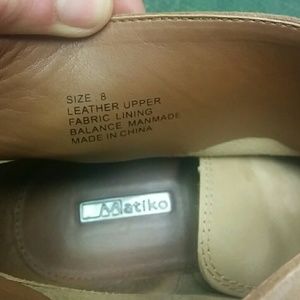 SIZE 8
LEATHER UPPER
FABRIC LINING
BALANCE MANMADE
MADE IN CHINA
Matiko